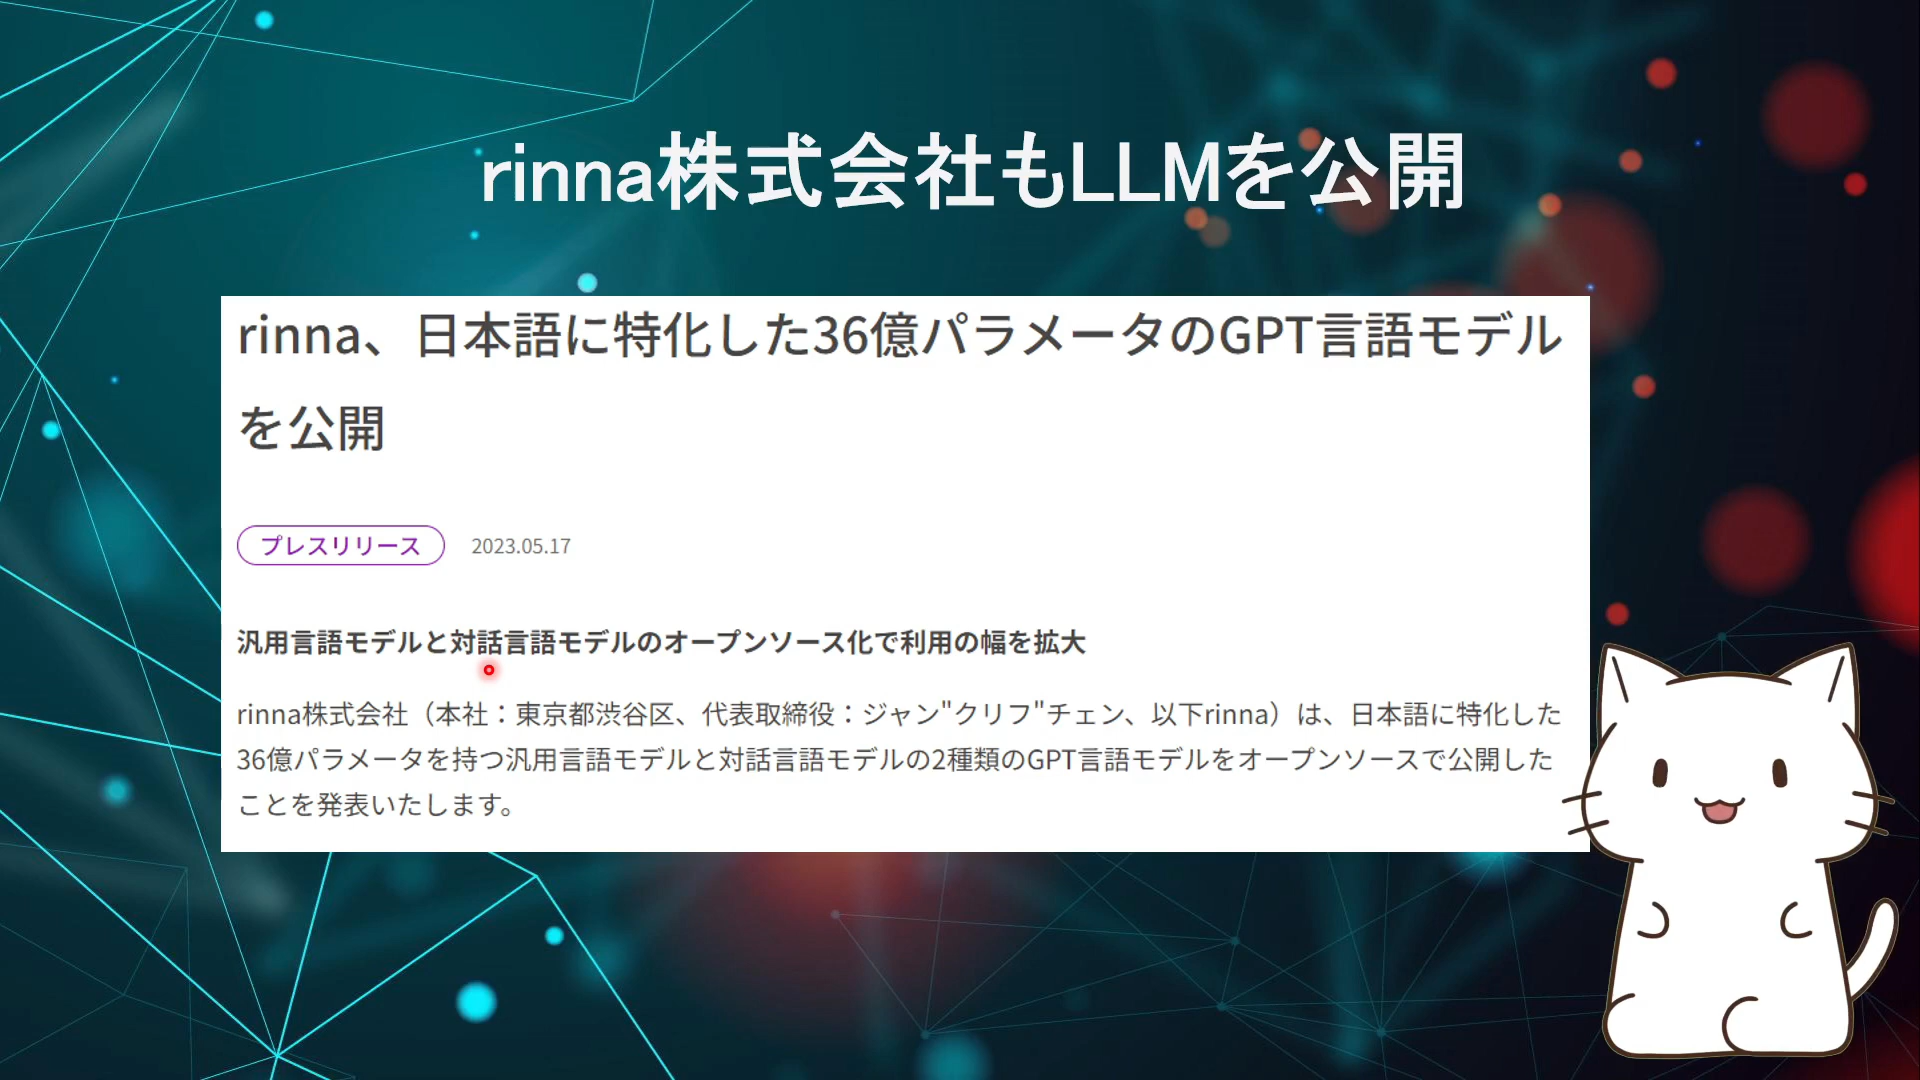 rinna株式会社もLLMを公開
rinna、日本語に特化した36億パラメータのGPT言語モデル
を公開
プレスリリース 2023.05.17
汎用言語モデルと対話言語モデルのオープンソース化で利用の幅を拡大
rinna株式会社（本社：東京都渋谷区、代表取締役：ジャン"クリフ"チェン、以下rinna）は、日本語に特化した
36億パラメータを持つ汎用言語モデルと対話言語モデルの2種類のGPT言語モデルをオープンソースで公開した
ことを発表いたします。